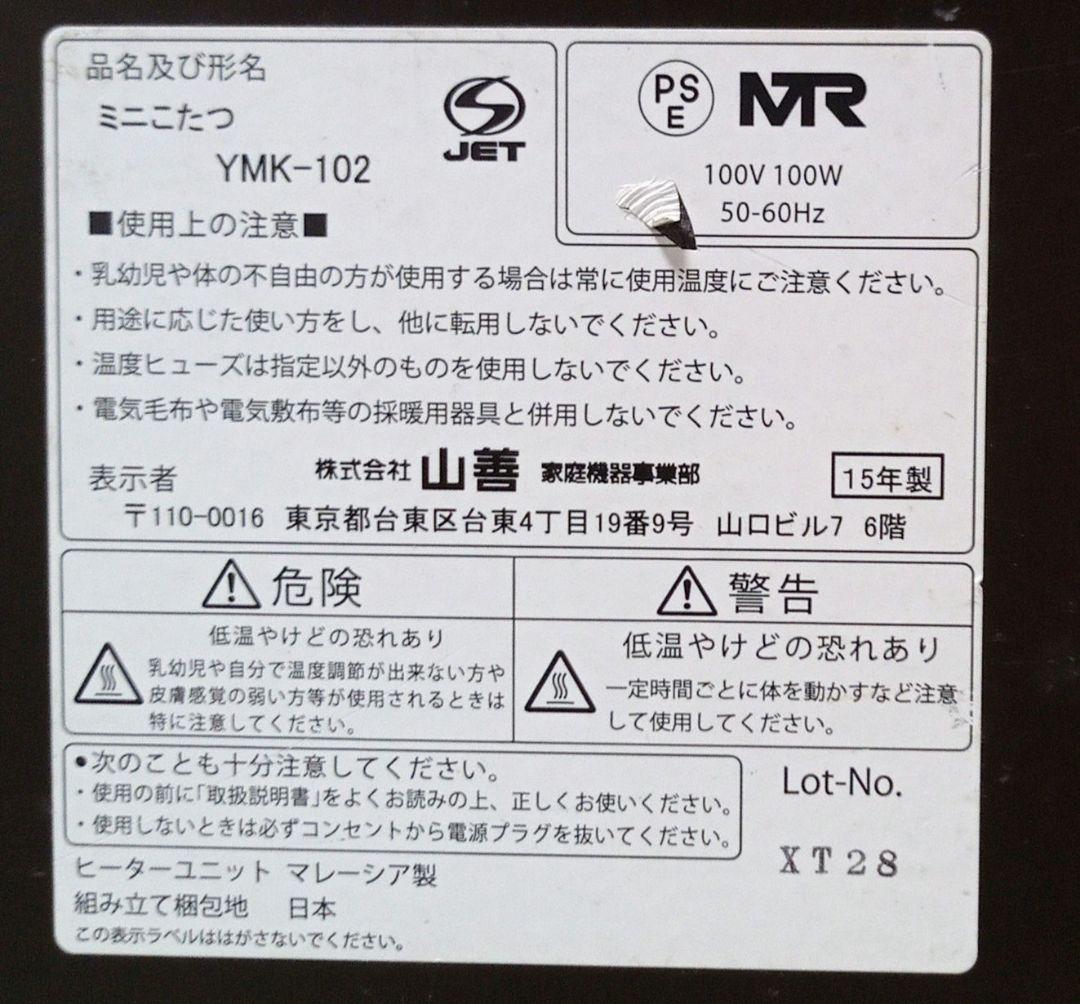 品名及び形名
ミニこたつ
YMK-102
JET
PS
E
MTR
100V 100W
50-60Hz
■使用上の注意■
・乳幼児や体の不自由の方が使用する場合は常に使用温度にご注意ください。
・用途に応じた使い方をし、他に転用しないでください。
・温度ヒューズは指定以外のものを使用しないでください。
・電気毛布や電気敷布等の採暖用器具と併用しないでください。
表示者 株式会社 山善 家庭機器事業部 15年製
〒110-0016 東京都台東区台東4丁目19番9号 山口ビル7 6階
危険
低温やけどの恐れあり
乳幼児や自分で温度調節が出来ない方や
皮膚感覚の弱い方等が使用されるときは
特に注意してください。
警告
低温やけどの恐れあり
一定時間ごとに体を動かすなど注意
して使用してください。
●次のことも十分注意してください。
・使用の前に「取扱説明書」をよくお読みの上、正しくお使いください。
・使用しないときは必ずコンセントから電源プラグを抜いてください。
Lot-No.
XT28
ヒーターユニット マレーシア製
組み立て梱包地 日本
この表示ラベルははがさないでください。